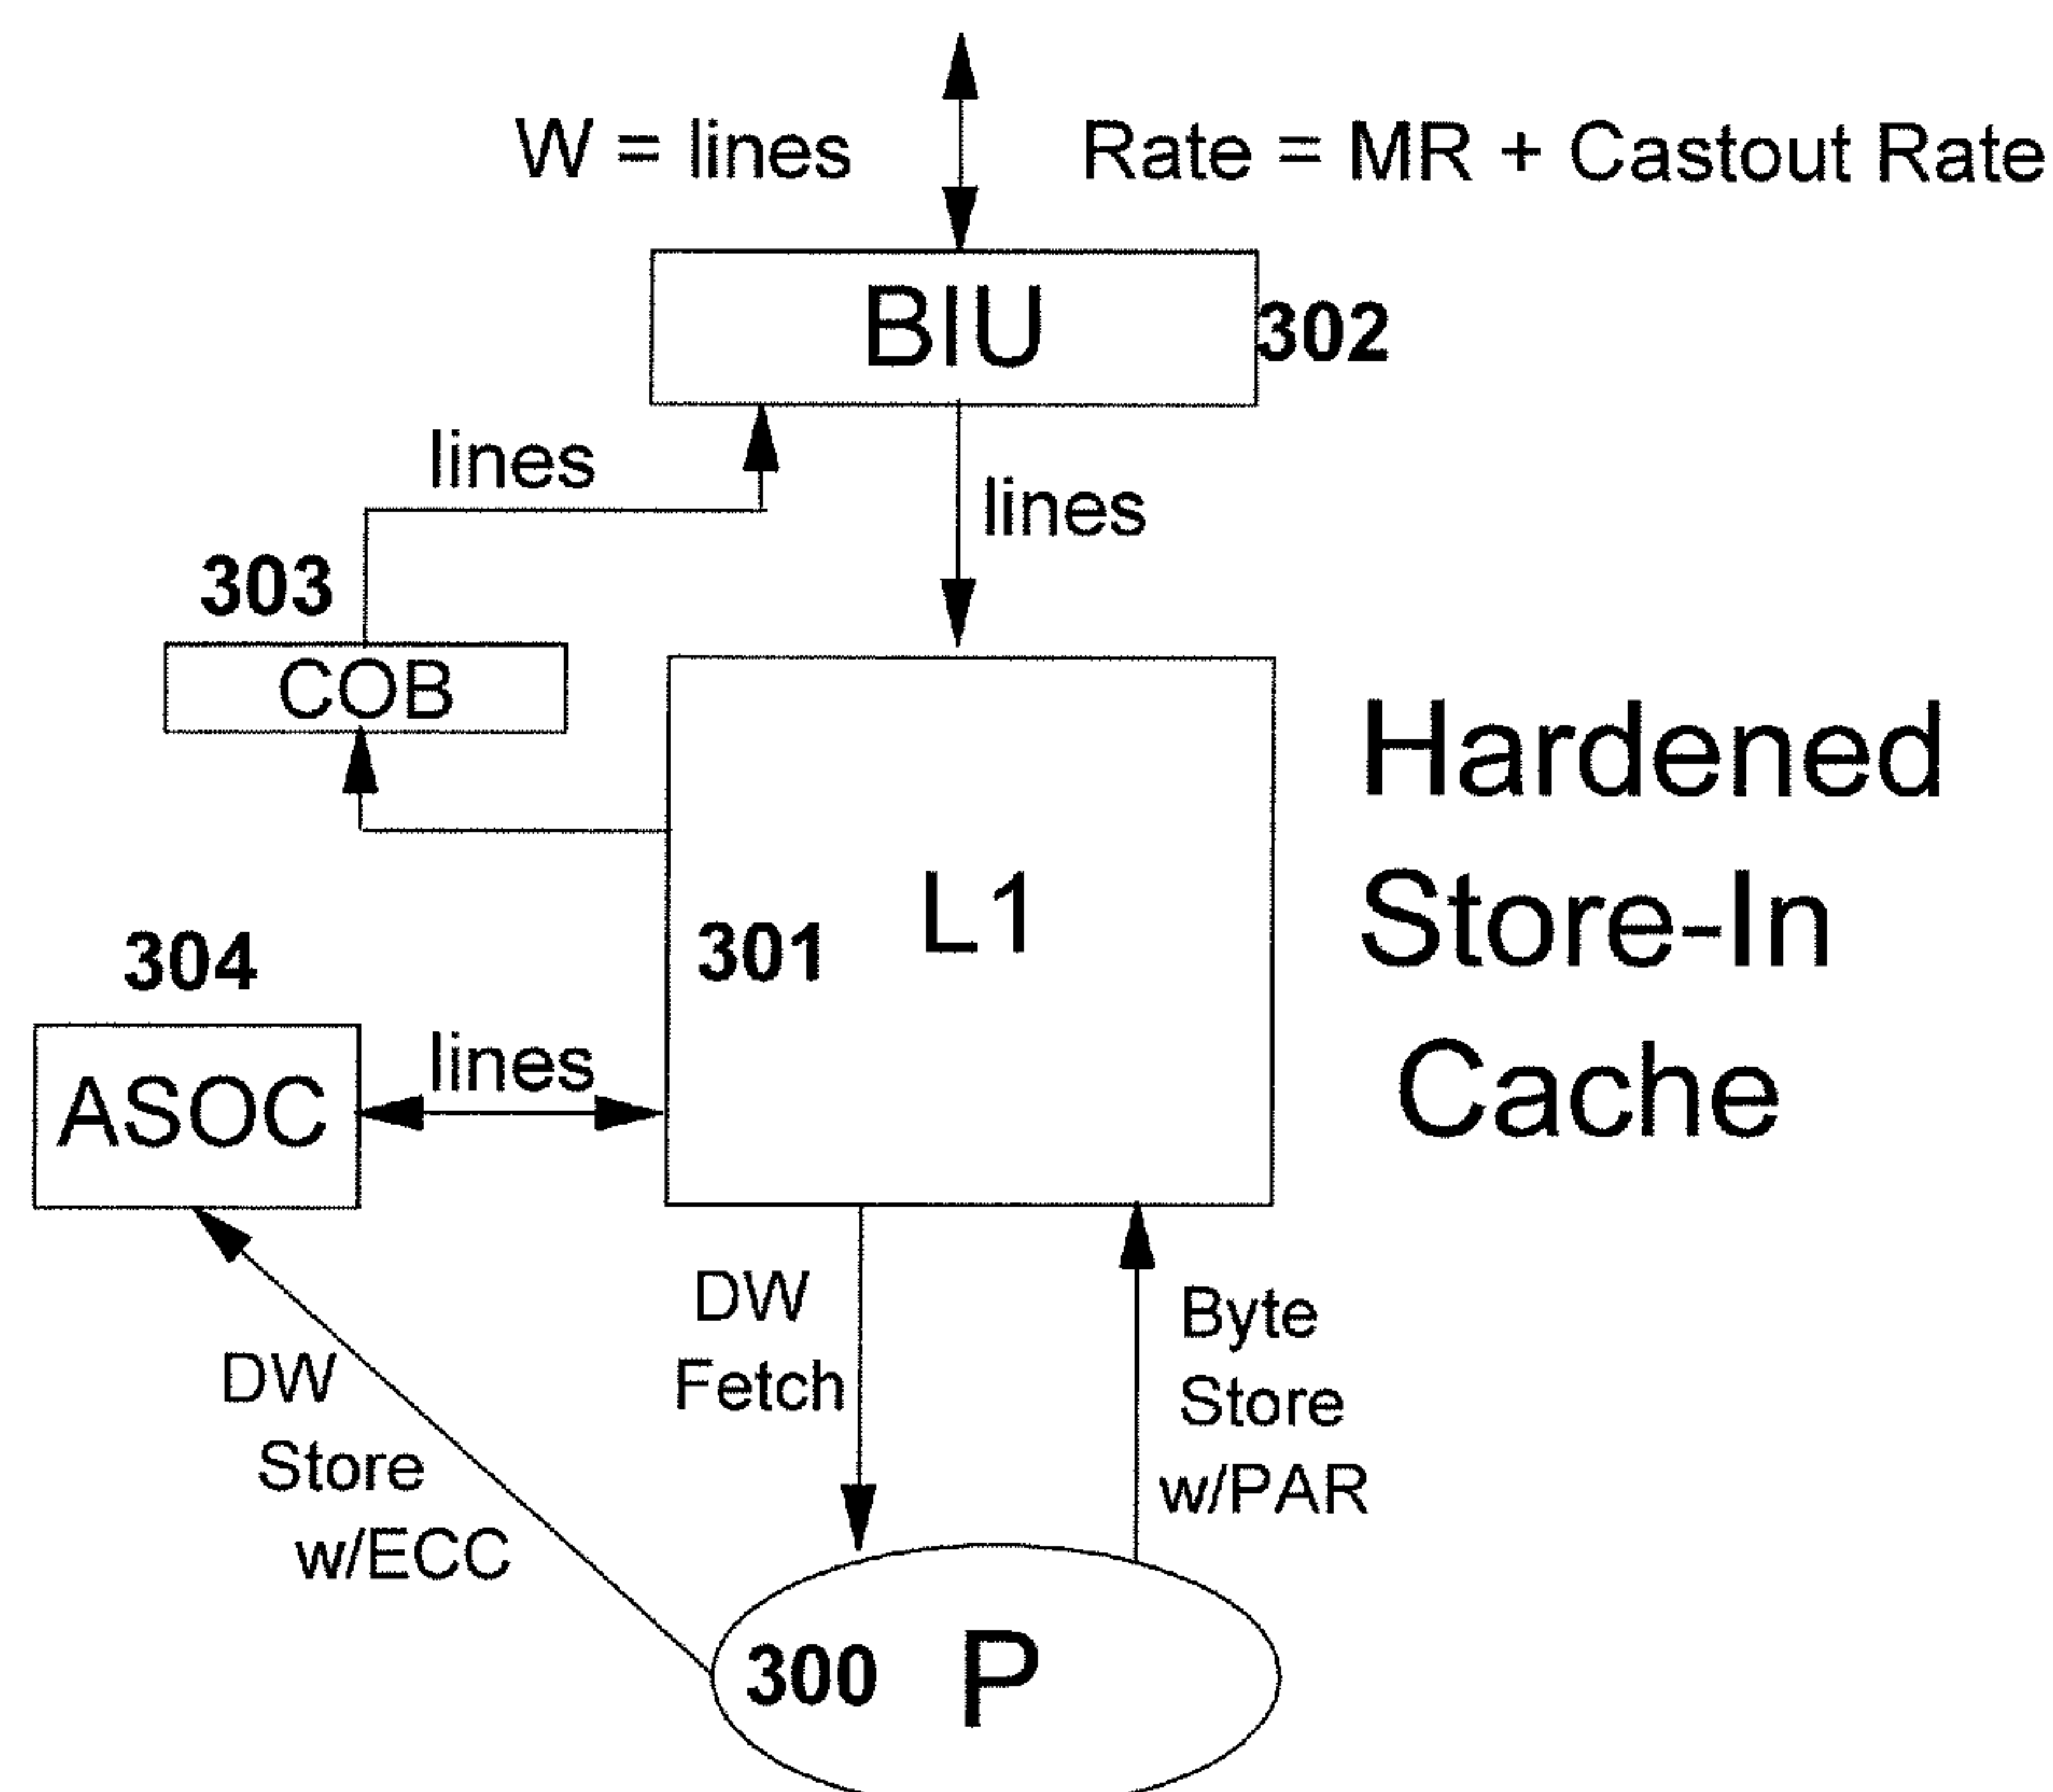 W = lines
Rate = MR + Castout Rate
BIU
302
lines
lines
303
COB
Hardened
Store-In
Cache
L1
301
304
lines
ASOC
DW
Fetch
Byte
Store
w/PAR
DW
Store
w/ECC
300
P